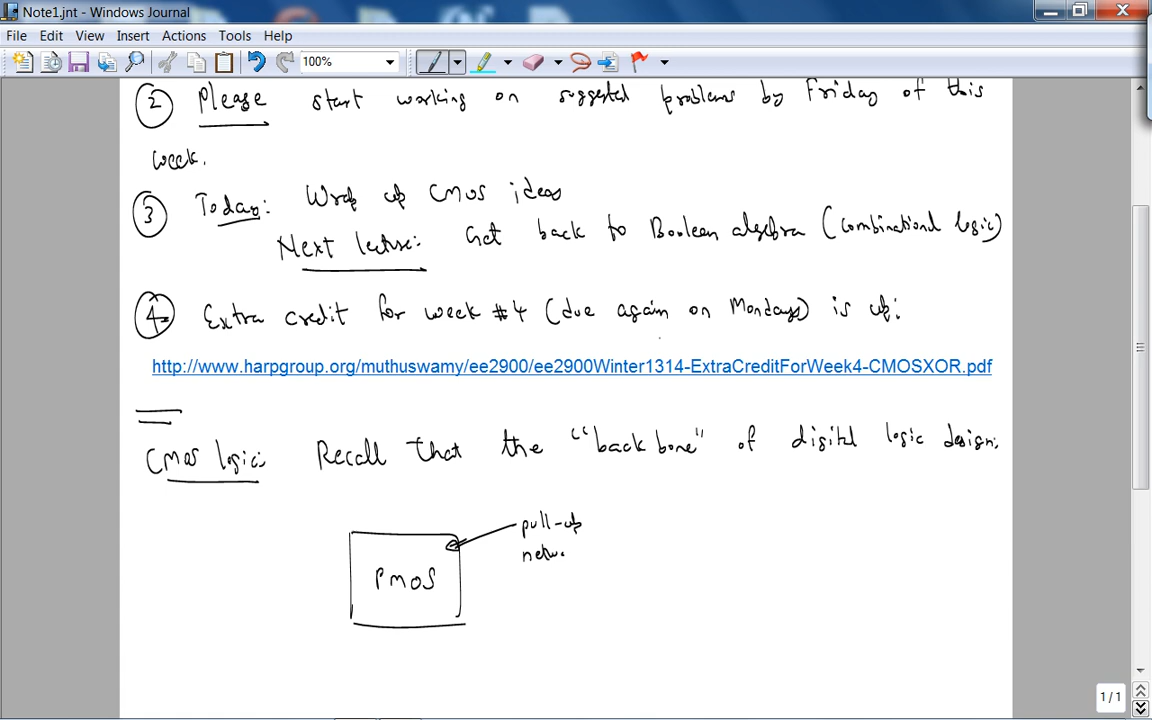 Note1.jnt - Windows Journal
File Edit View Insert Actions Tools Help
100%
② Please start working on suggested problems by Friday of this
week.
③ Today: Wrap up CMOS ideas
Next lecture: Get back to Boolean algebra (combinational logic)
④ Extra credit for week #4 (due again on Mondays) is up:
http://www.harpgroup.org/muthuswamy/ee2900/ee2900Winter1314-ExtraCreditForWeek4-CMOSXOR.pdf
CMOS logic: Recall that the "back bone" of digital logic design:
pull-up
netw
PMOS
1 / 1